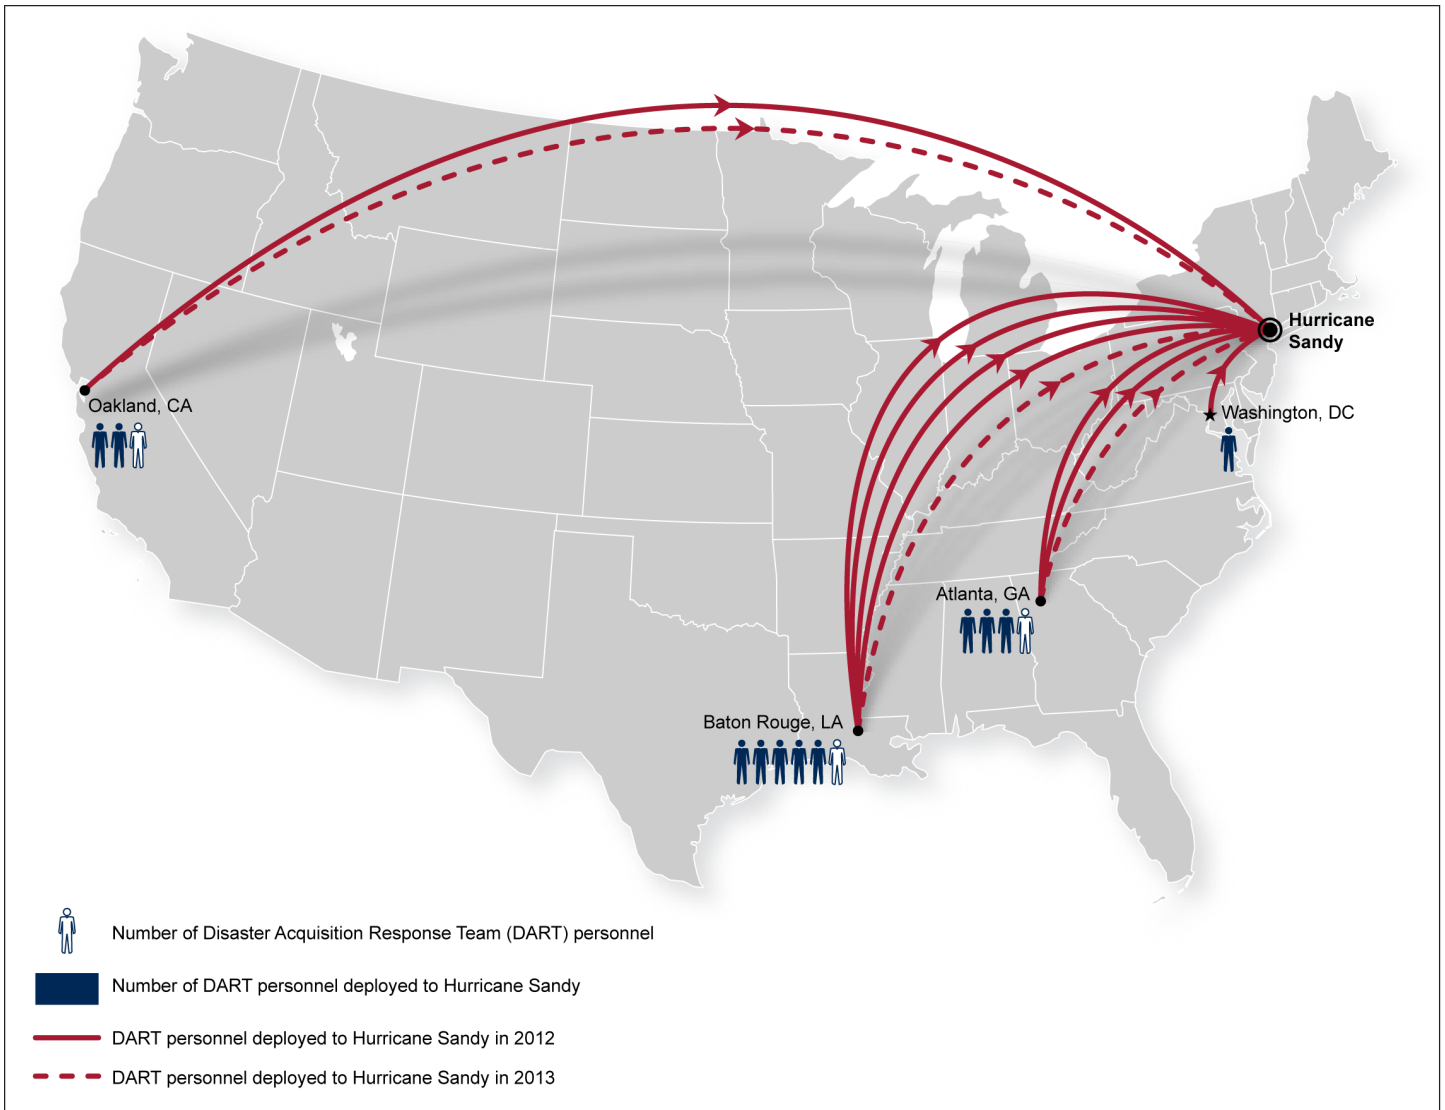 Hurricane
Sandy
Oakland, CA
Washington, DC
Atlanta, GA
Baton Rouge, LA
Number of Disaster Acquisition Response Team (DART) personnel
Number of DART personnel deployed to Hurricane Sandy
DART personnel deployed to Hurricane Sandy in 2012
DART personnel deployed to Hurricane Sandy in 2013